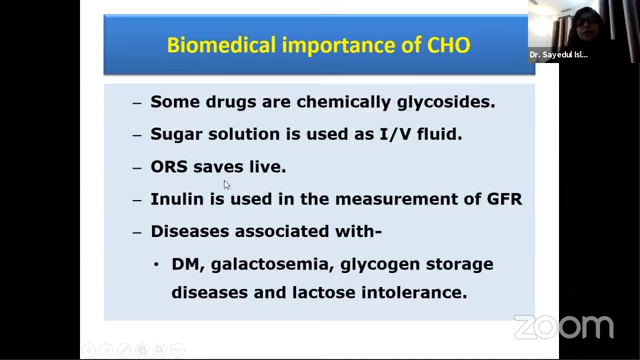 Biomedical importance of CHO
Dr. Sayedul Isl...
– Some drugs are chemically glycosides.
– Sugar solution is used as I/V fluid.
– ORS saves live.
– Inulin is used in the measurement of GFR
– Diseases associated with-
• DM, galactosemia, glycogen storage
diseases and lactose intolerance.
zoom